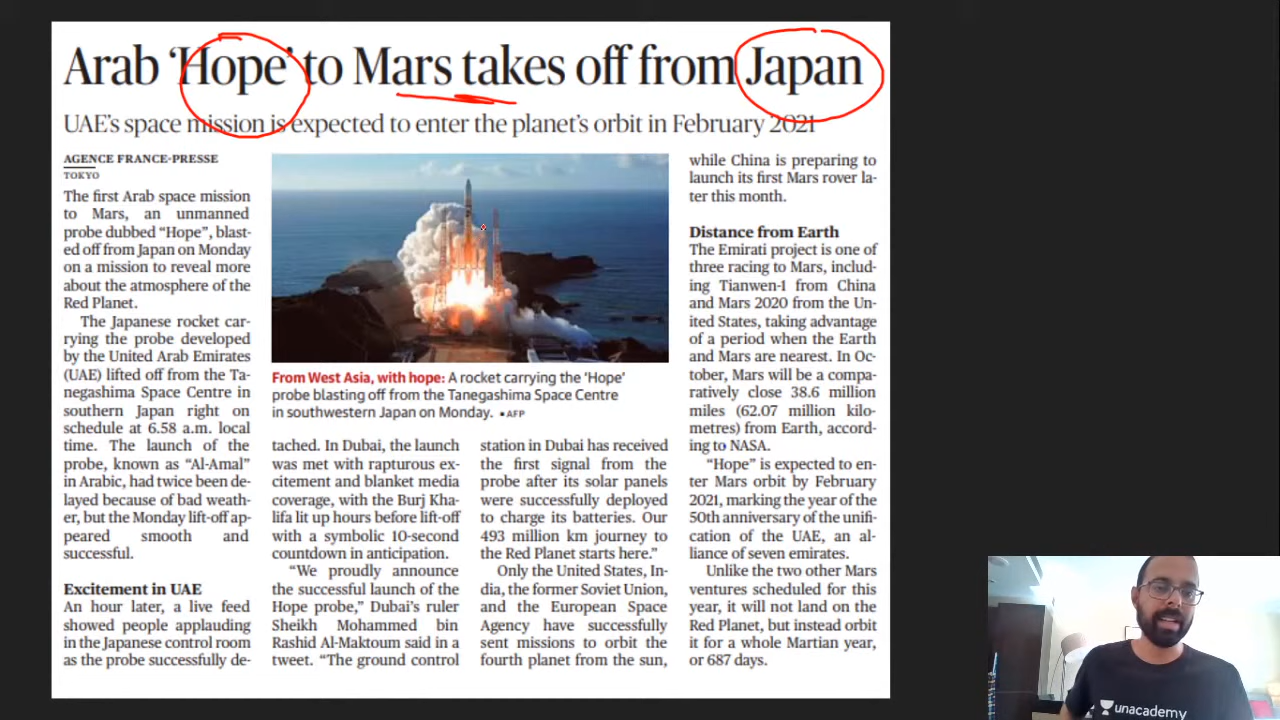 Arab ‘Hope’ to Mars takes off from Japan
UAE’s space mission is expected to enter the planet’s orbit in February 2021
AGENCE FRANCE-PRESSE
TOKYO
The first Arab space mission
to Mars, an unmanned
probe dubbed “Hope”, blast-
ed off from Japan on Monday
on a mission to reveal more
about the atmosphere of the
Red Planet.
The Japanese rocket car-
rying the probe developed
by the United Arab Emirates
(UAE) lifted off from the Ta-
negashima Space Centre in
southern Japan right on
schedule at 6.58 a.m. local
time. The launch of the
probe, known as “Al-Amal”
in Arabic, had twice been de-
layed because of bad weath-
er, but the Monday lift-off ap-
peared smooth and
successful.
Excitement in UAE
An hour later, a live feed
showed people applauding
in the Japanese control room
as the probe successfully de-
From West Asia, with hope: A rocket carrying the ‘Hope’
probe blasting off from the Tanegashima Space Centre
in southwestern Japan on Monday. ▪ AFP
tached. In Dubai, the launch
was met with rapturous ex-
citement and blanket media
coverage, with the Burj Kha-
lifa lit up hours before lift-off
with a symbolic 10-second
countdown in anticipation.
“We proudly announce
the successful launch of the
Hope probe,” Dubai’s ruler
Sheikh Mohammed bin
Rashid Al-Maktoum said in a
tweet. “The ground control
station in Dubai has received
the first signal from the
probe after its solar panels
were successfully deployed
to charge its batteries. Our
493 million km journey to
the Red Planet starts here.”
Only the United States, In-
dia, the former Soviet Union,
and the European Space
Agency have successfully
sent missions to orbit the
fourth planet from the sun,
while China is preparing to
launch its first Mars rover la-
ter this month.
Distance from Earth
The Emirati project is one of
three racing to Mars, includ-
ing Tianwen-1 from China
and Mars 2020 from the Un-
ited States, taking advantage
of a period when the Earth
and Mars are nearest. In Oc-
tober, Mars will be a compa-
ratively close 38.6 million
miles (62.07 million kilo-
metres) from Earth, accord-
ing to NASA.
“Hope” is expected to en-
ter Mars orbit by February
2021, marking the year of the
50th anniversary of the unifi-
cation of the UAE, an al-
liance of seven emirates.
Unlike the two other Mars
ventures scheduled for this
year, it will not land on the
Red Planet, but instead orbit
it for a whole Martian year,
or 687 days.
unacademy